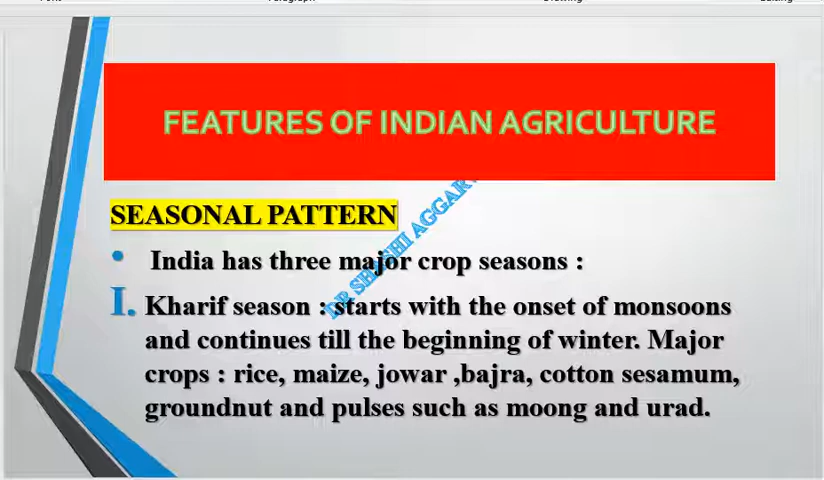 FEATURES OF INDIAN AGRICULTURE
SEASONAL PATTERN
• India has three major crop seasons :
I. Kharif season : starts with the onset of monsoons
and continues till the beginning of winter. Major
crops : rice, maize, jowar ,bajra, cotton sesamum,
groundnut and pulses such as moong and urad.